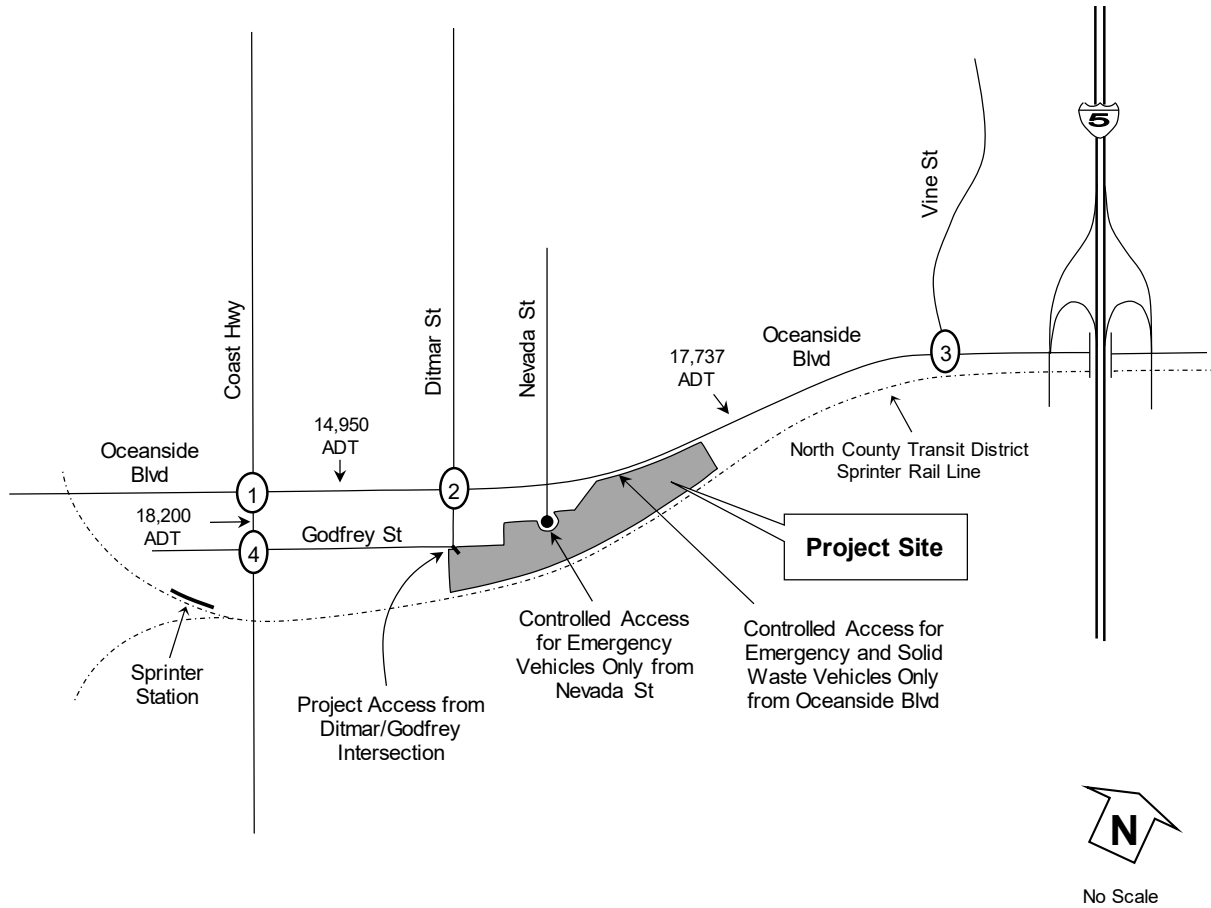 5
Vine St
Coast Hwy
Ditmar St
Nevada St
Oceanside
Blvd
17,737
ADT
3
14,950
ADT
Oceanside
Blvd
1
2
North County Transit District
Sprinter Rail Line
18,200
ADT
Godfrey St
4
Project Site
Sprinter
Station
Project Access from
Ditmar/Godfrey
Intersection
Controlled Access
for Emergency
Vehicles Only from
Nevada St
Controlled Access for
Emergency and Solid
Waste Vehicles Only
from Oceanside Blvd
N
No Scale